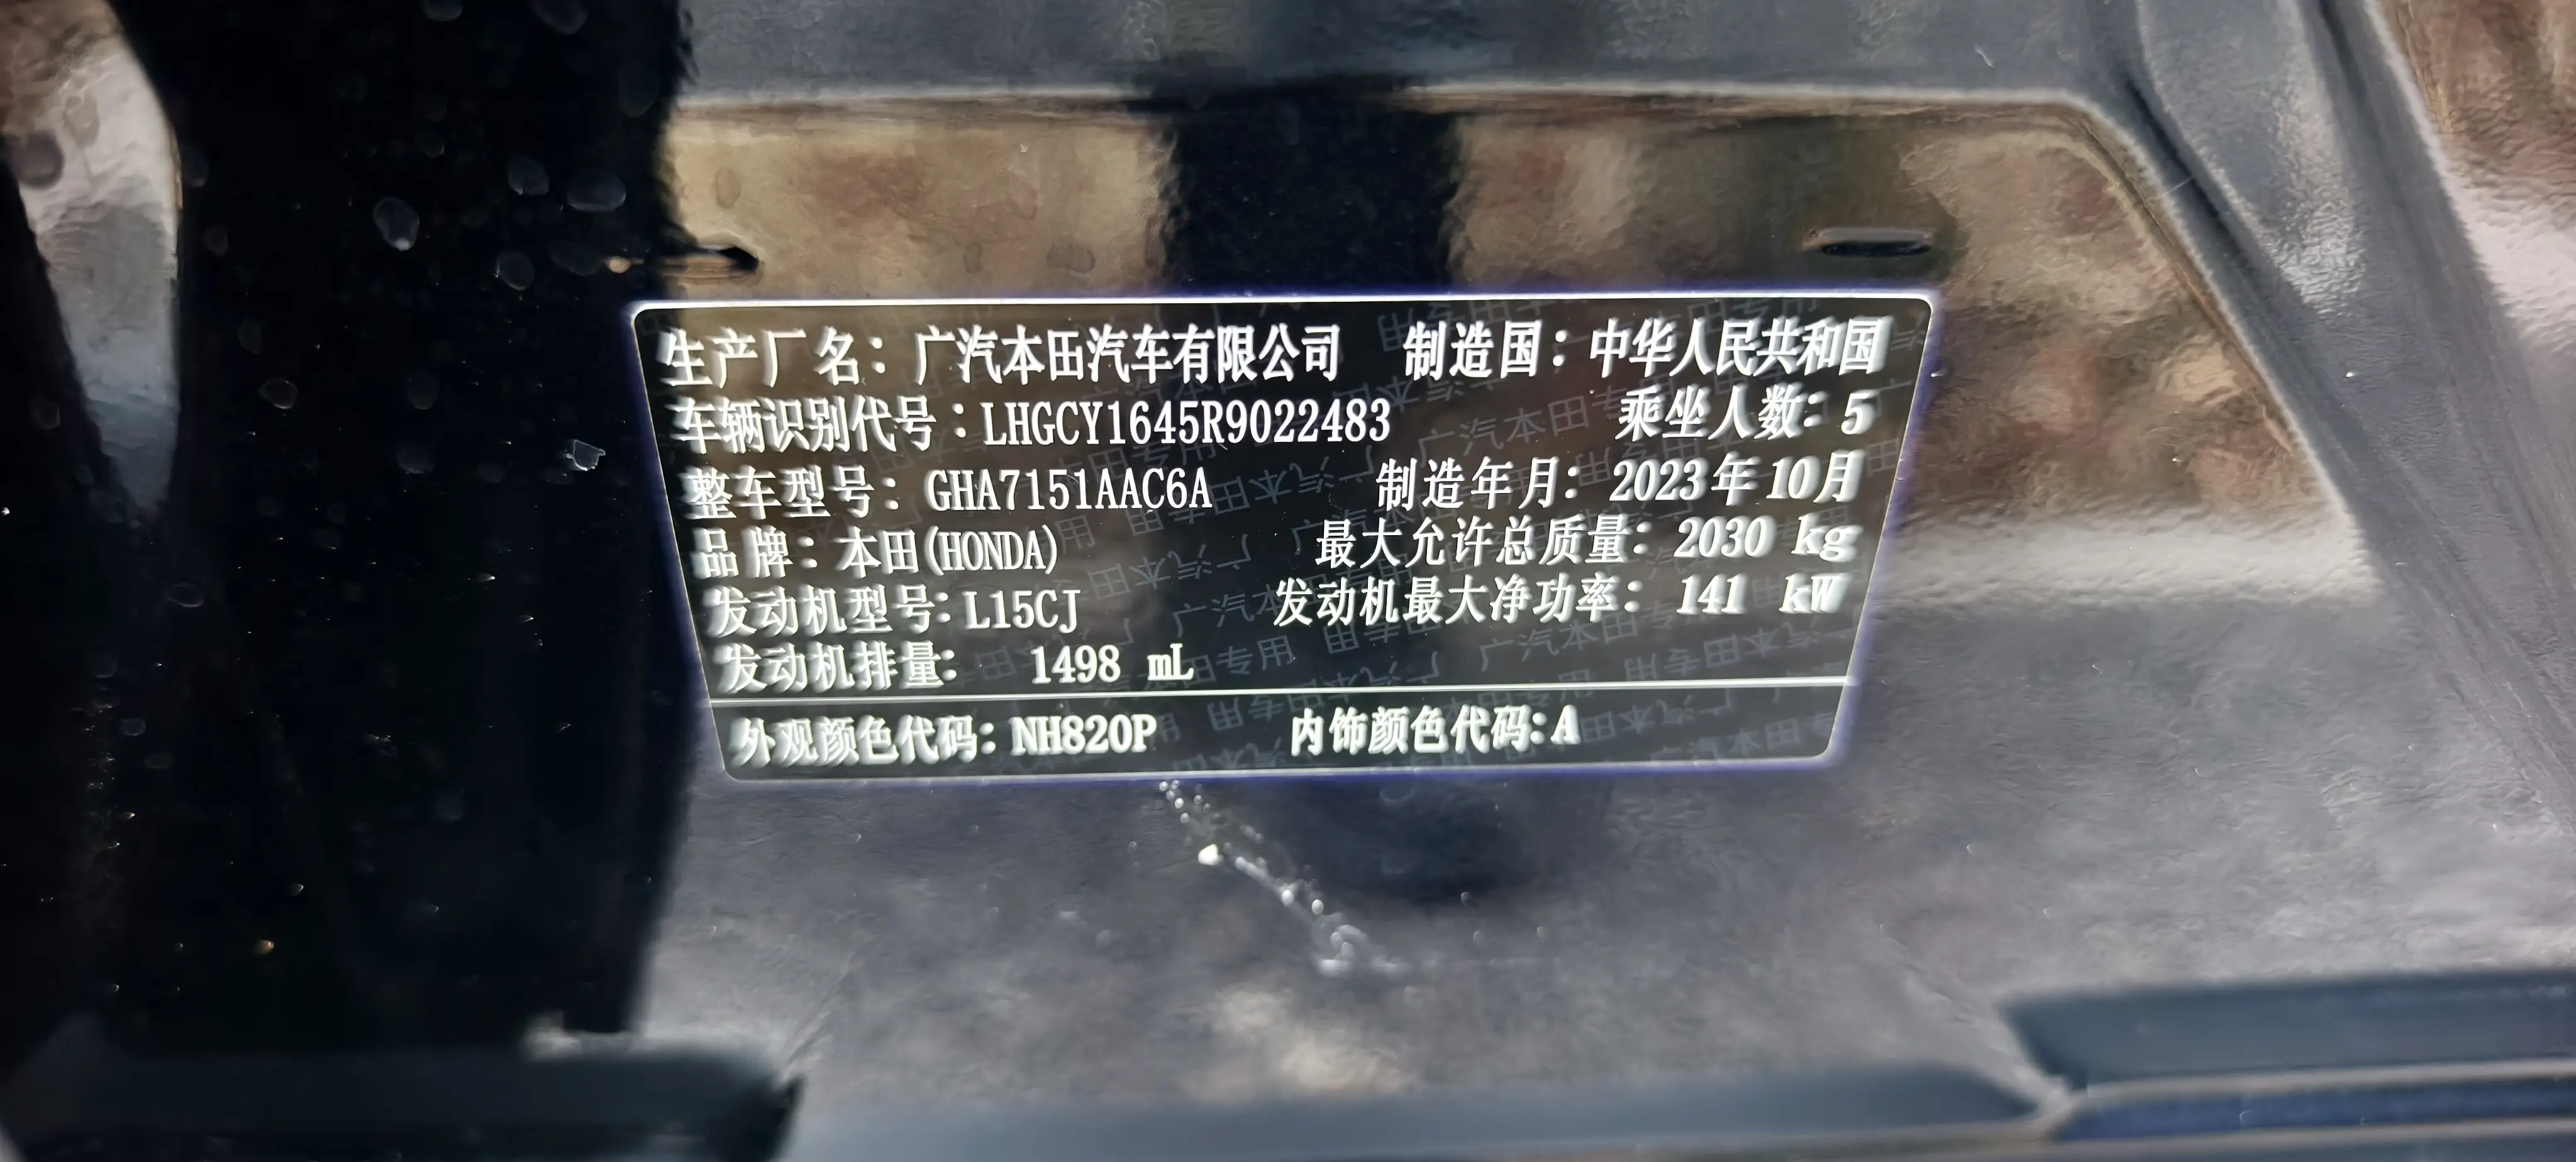 生产厂名：广汽本田汽车有限公司 制造国：中华人民共和国
车辆识别代号：LHGCY1645R9022483 乘坐人数：5
整车型号：GHA7151AAC6A 制造年月：2023年10月
品牌：本田(HONDA) 最大允许总质量：2030 kg
发动机型号：L15CJ 发动机最大净功率：141 kW
发动机排量： 1498 mL
外观颜色代码：NH820P 内饰颜色代码：A